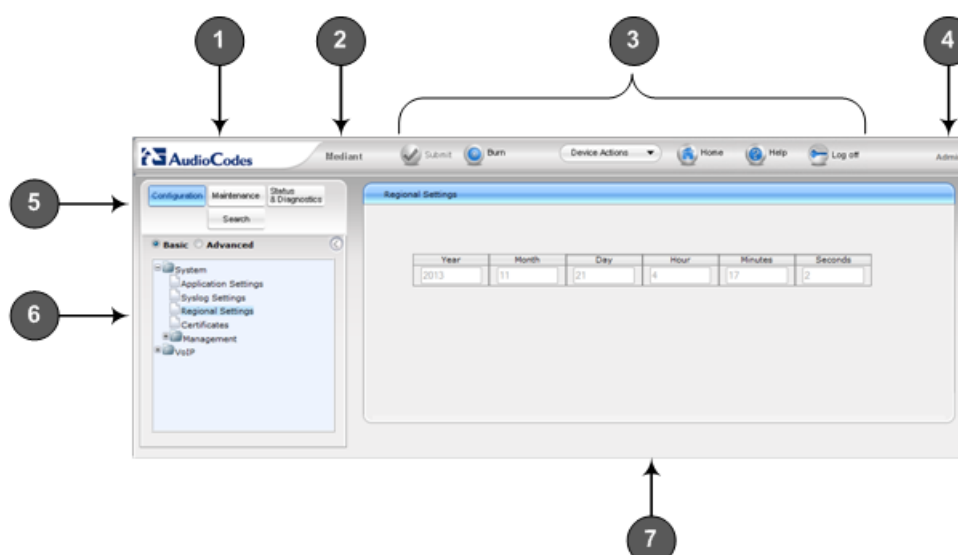 1 2 3 4
AudioCodes Mediant Submit Burn Device Actions Home Help Log off Admi
5
Configuration Maintenance Status & Diagnostics
Search
Basic Advanced
6
System
Application Settings
Syslog Settings
Regional Settings
Certificates
Management
VoIP
Regional Settings
Year Month Day Hour Minutes Seconds
2013 11 21 4 17 2
7